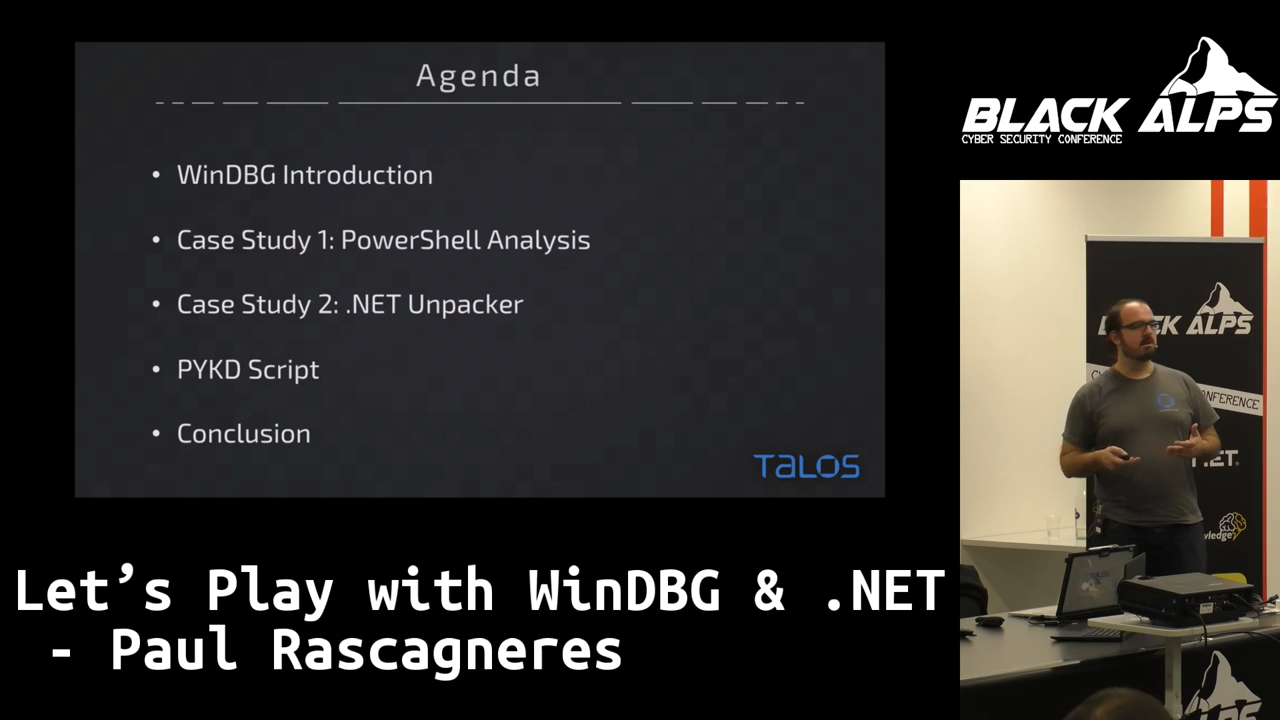 Agenda
• WinDBG Introduction
• Case Study 1: PowerShell Analysis
• Case Study 2: .NET Unpacker
• PYKD Script
• Conclusion
TALOS
Let’s Play with WinDBG & .NET
- Paul Rascagneres
BLACK ALPS
CYBER SECURITY CONFERENCE
ALPS